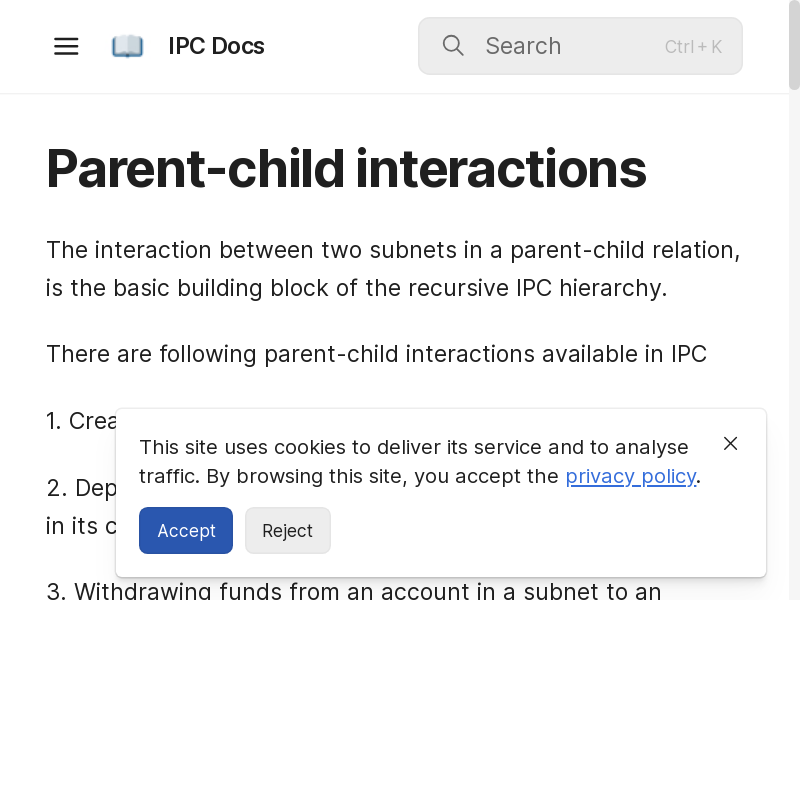 IPC Docs
Search
Ctrl + K
Parent-child interactions
The interaction between two subnets in a parent-child relation,
is the basic building block of the recursive IPC hierarchy.
There are following parent-child interactions available in IPC
1. Crea
2. Dep
in its c
This site uses cookies to deliver its service and to analyse
traffic. By browsing this site, you accept the privacy policy.
Accept
Reject
3. Withdrawing funds from an account in a subnet to an